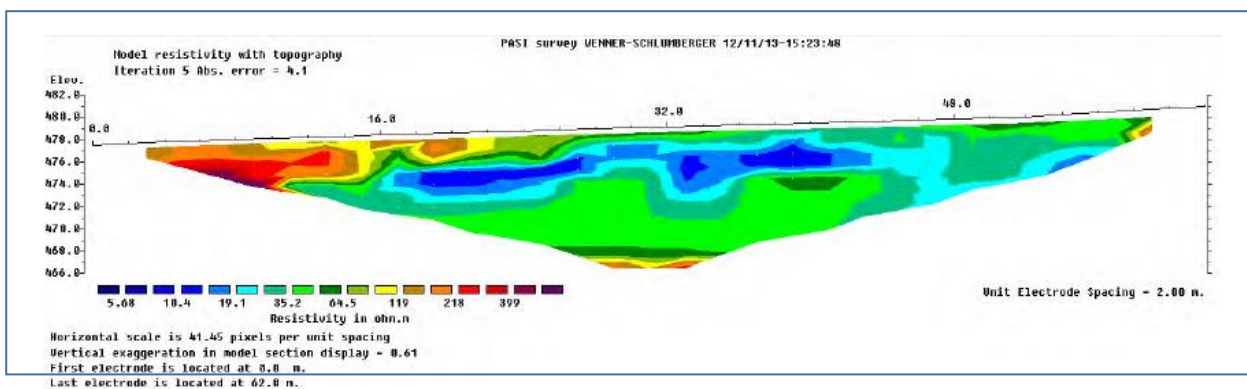 PASI survey WENNER-SCHLUMBERGER 12/11/13-15:23:48
Model resistivity with topography
Iteration 5 Abs. error = 4.1
Elev.
482.0
480.0
478.0
476.0
474.0
472.0
470.0
468.0
466.0
0.0 16.0 32.0 48.0
5.68 10.4 19.1 35.2 64.5 119 218 399
Resistivity in ohm.m
Unit Electrode Spacing = 2.00 m.
Horizontal scale is 41.45 pixels per unit spacing
Vertical exaggeration in model section display = 0.61
First electrode is located at 0.0 m.
Last electrode is located at 62.0 m.